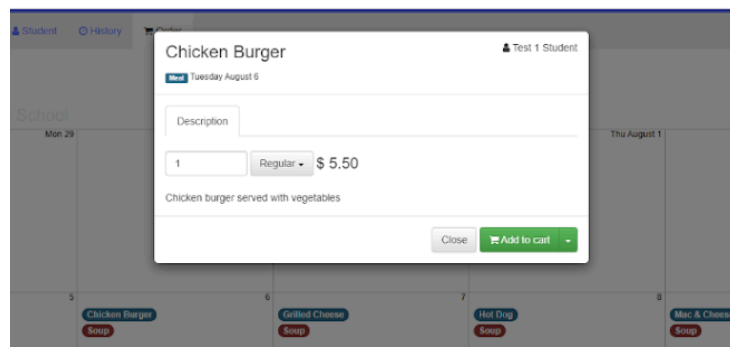 Student History Order
Chicken Burger Test 1 Student
Meal Tuesday August 6
School
Description
Mon 29 Thu August 1
1 Regular $ 5.50
Chicken burger served with vegetables
Close Add to cart
5 6 7 8
Chicken Burger Grilled Cheese Hot Dog Mac & Chees
Soup Soup Soup Soup